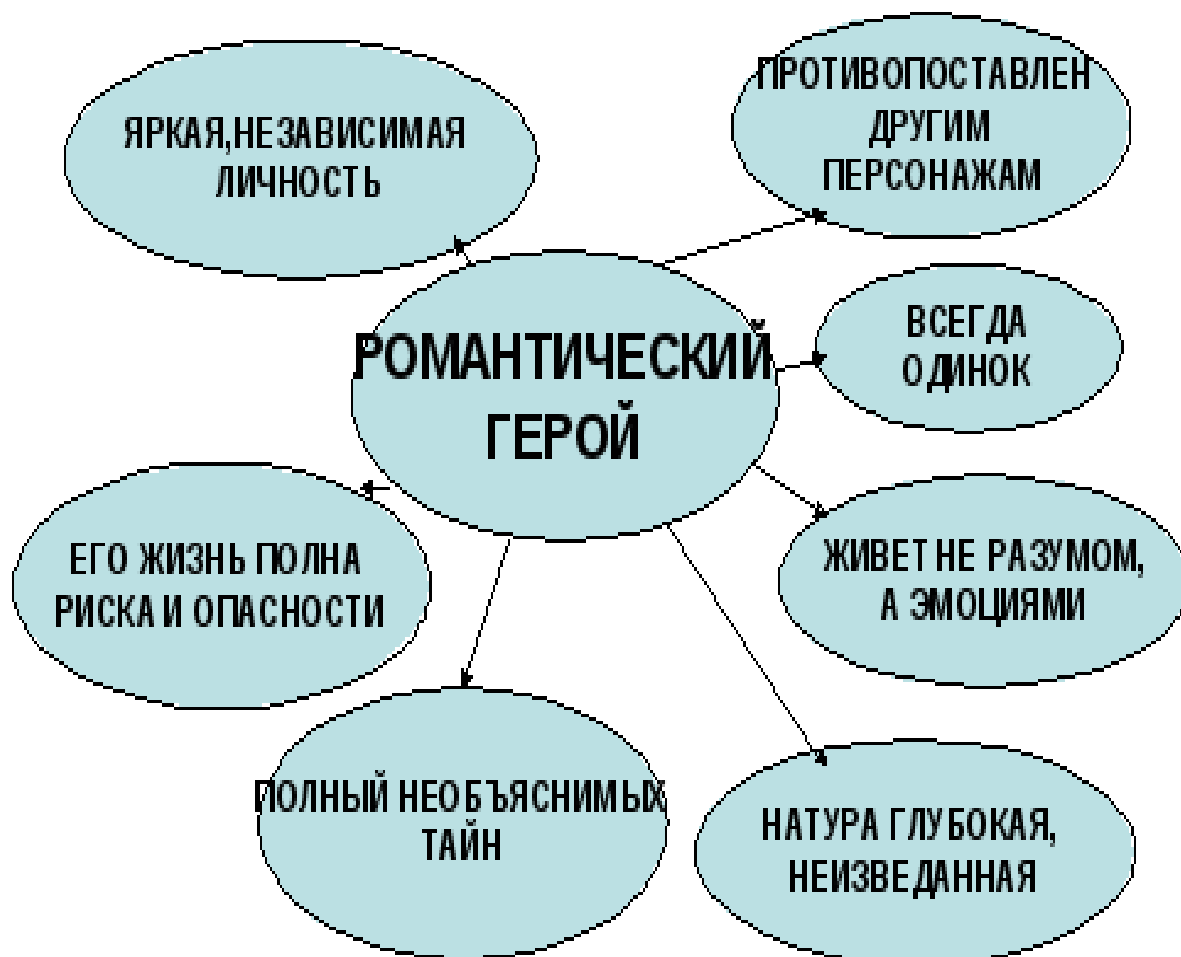 ЯРКАЯ,НЕЗАВИСИМАЯ
ЛИЧНОСТЬ
ПРОТИВОПОСТАВЛЕН
ДРУГИМ
ПЕРСОНАЖАМ
РОМАНТИЧЕСКИЙ
ГЕРОЙ
ВСЕГДА
ОДИНОК
ЕГО ЖИЗНЬ ПОЛНА
РИСКА И ОПАСНОСТИ
ЖИВЕТ НЕ РАЗУМОМ,
А ЭМОЦИЯМИ
ПОЛНЫЙ НЕОБЪЯСНИМЫХ
ТАЙН
НАТУРА ГЛУБОКАЯ,
НЕИЗВЕДАННАЯ